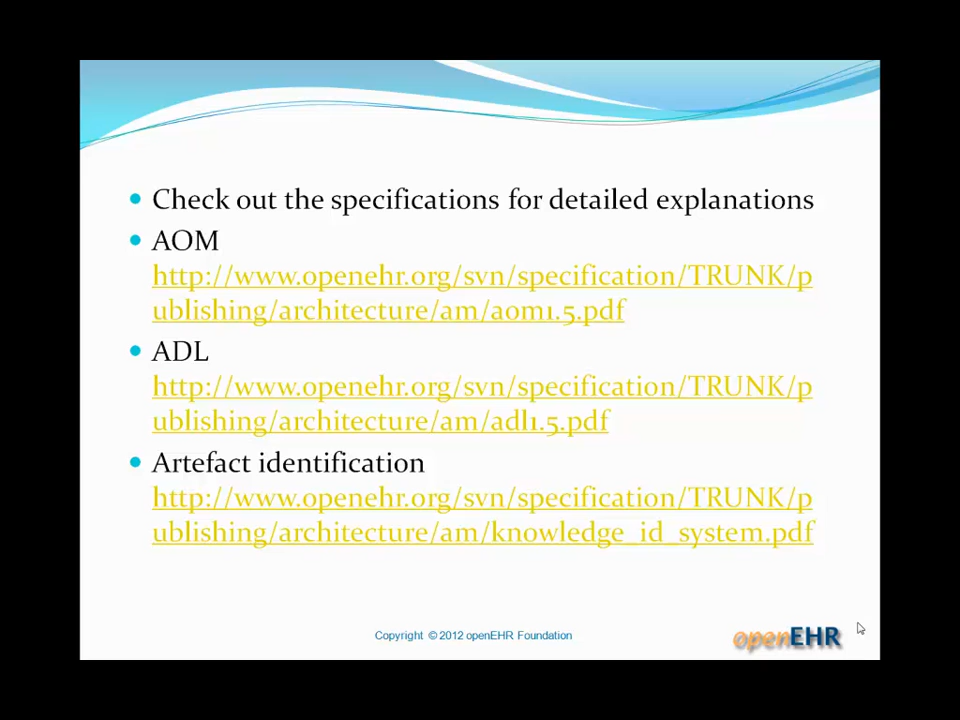 Check out the specifications for detailed explanations
AOM
http://www.openehr.org/svn/specification/TRUNK/p
ublishing/architecture/am/aom1.5.pdf
ADL
http://www.openehr.org/svn/specification/TRUNK/p
ublishing/architecture/am/adl1.5.pdf
Artefact identification
http://www.openehr.org/svn/specification/TRUNK/p
ublishing/architecture/am/knowledge_id_system.pdf
Copyright © 2012 openEHR Foundation
openEHR